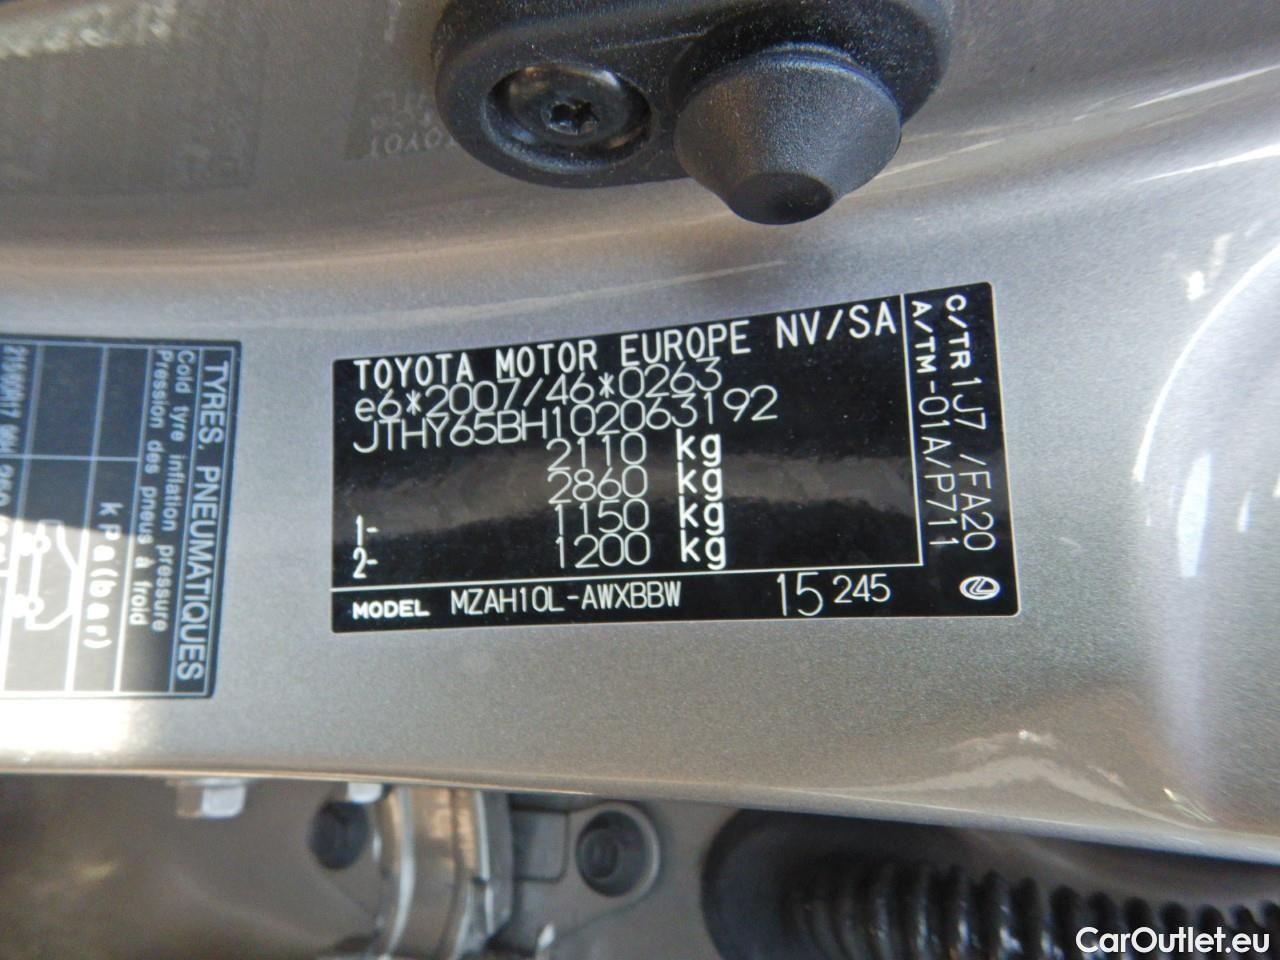 TOYOTA MOTOR EUROPE NV/SA
e6*2007/46*0263
JTHY65BH102063192
2110 kg
2860 kg
1- 1150 kg
2- 1200 kg
MODEL MZAH10L-AWXBBW 15 245
C/TR 1J7 /FA20
A/TM -01A/P711
TYRES. PNEUMATIQUES
Cold tyre inflation pressure
Pression des pneus à froid
kPa(bar)
TOYOT
CarOutlet.eu